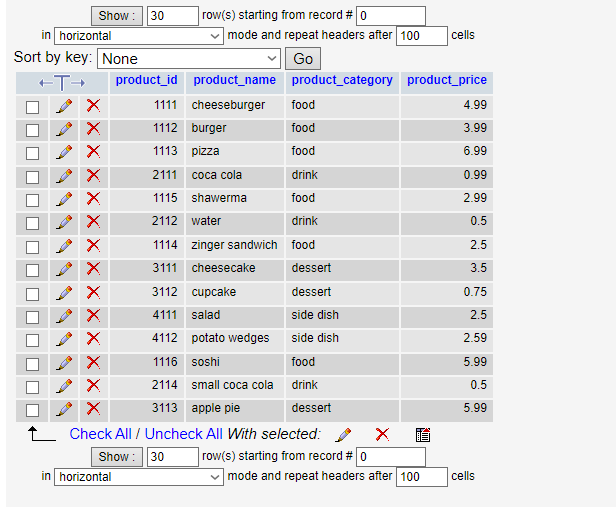 Show : 30 row(s) starting from record # 0
in horizontal mode and repeat headers after 100 cells
Sort by key: None Go
←T→ product_id product_name product_category product_price
1111 cheeseburger food 4.99
1112 burger food 3.99
1113 pizza food 6.99
2111 coca cola drink 0.99
1115 shawerma food 2.99
2112 water drink 0.5
1114 zinger sandwich food 2.5
3111 cheesecake dessert 3.5
3112 cupcake dessert 0.75
4111 salad side dish 2.5
4112 potato wedges side dish 2.59
1116 soshi food 5.99
2114 small coca cola drink 0.5
3113 apple pie dessert 5.99
Check All / Uncheck All With selected:
Show : 30 row(s) starting from record # 0
in horizontal mode and repeat headers after 100 cells